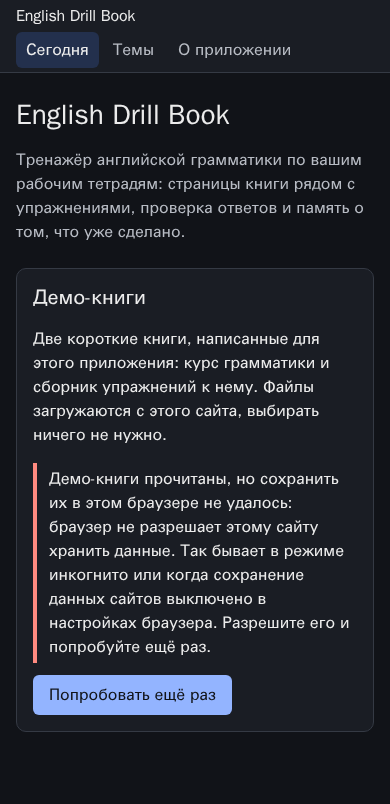 English Drill Book
Сегодня Темы О приложении
English Drill Book
Тренажёр английской грамматики по вашим
рабочим тетрадям: страницы книги рядом с
упражнениями, проверка ответов и память о
том, что уже сделано.
Демо-книги
Две короткие книги, написанные для
этого приложения: курс грамматики и
сборник упражнений к нему. Файлы
загружаются с этого сайта, выбирать
ничего не нужно.
Демо-книги прочитаны, но сохранить
их в этом браузере не удалось:
браузер не разрешает этому сайту
хранить данные. Так бывает в режиме
инкогнито или когда сохранение
данных сайтов выключено в
настройках браузера. Разрешите его и
попробуйте ещё раз.
Попробовать ещё раз